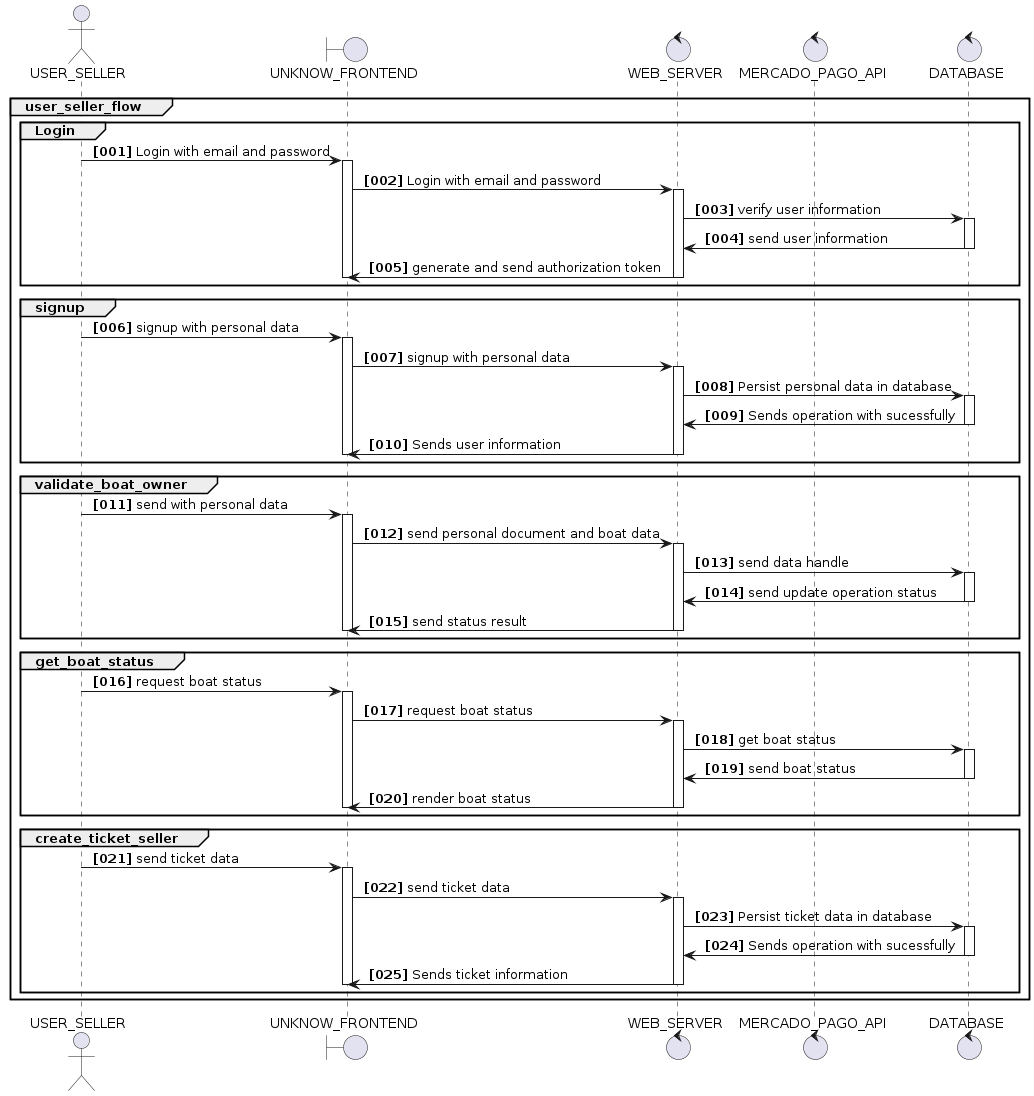 USER_SELLER UNKNOW_FRONTEND WEB_SERVER MERCADO_PAGO_API DATABASE
user_seller_flow
Login
[001] Login with email and password
[002] Login with email and password
[003] verify user information
[004] send user information
[005] generate and send authorization token
signup
[006] signup with personal data
[007] signup with personal data
[008] Persist personal data in database
[009] Sends operation with sucessfully
[010] Sends user information
validate_boat_owner
[011] send with personal data
[012] send personal document and boat data
[013] send data handle
[014] send update operation status
[015] send status result
get_boat_status
[016] request boat status
[017] request boat status
[018] get boat status
[019] send boat status
[020] render boat status
create_ticket_seller
[021] send ticket data
[022] send ticket data
[023] Persist ticket data in database
[024] Sends operation with sucessfully
[025] Sends ticket information
USER_SELLER UNKNOW_FRONTEND WEB_SERVER MERCADO_PAGO_API DATABASE